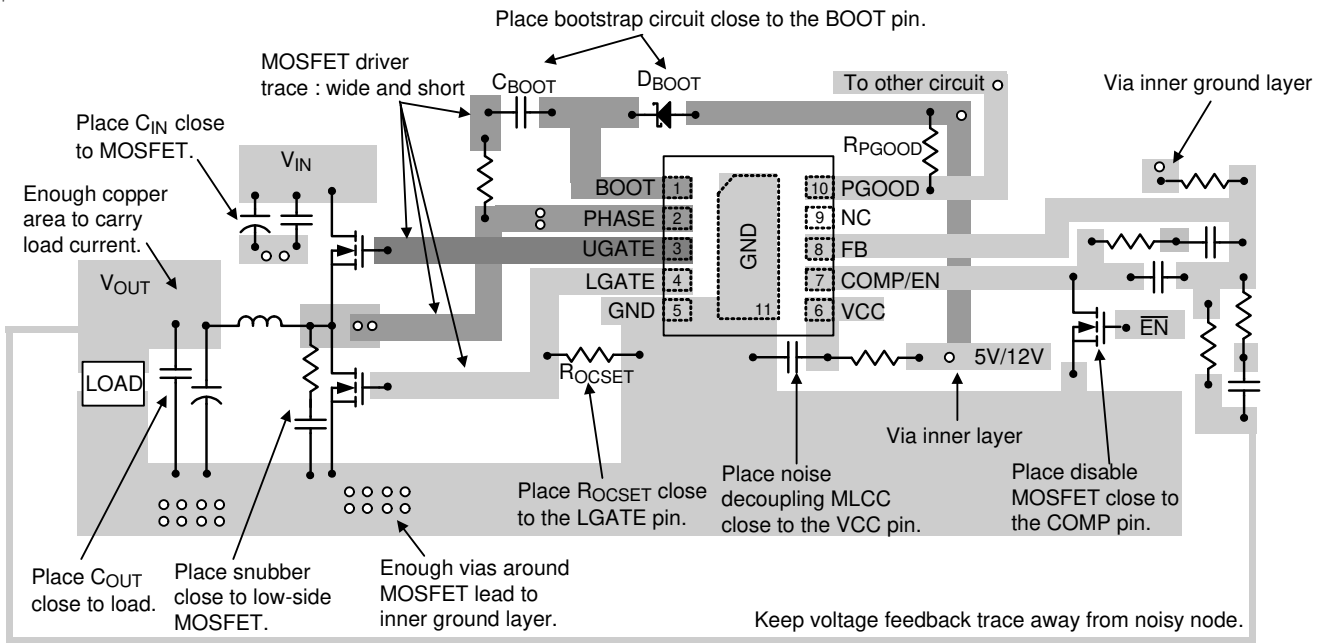 Place bootstrap circuit close to the BOOT pin.
MOSFET driver
trace : wide and short
CBOOT
DBOOT
To other circuit
Via inner ground layer
Place CIN close
to MOSFET.
VIN
RPGOOD
Enough copper
area to carry
load current.
BOOT 1
PHASE 2
UGATE 3
LGATE 4
GND 5
GND
11
10 PGOOD
9 NC
8 FB
7 COMP/EN
6 VCC
VOUT
EN
LOAD
ROCSET
5V/12V
Via inner layer
Place ROCSET close
to the LGATE pin.
Place noise
decoupling MLCC
close to the VCC pin.
Place disable
MOSFET close to
the COMP pin.
Place COUT
close to load.
Place snubber
close to low-side
MOSFET.
Enough vias around
MOSFET lead to
inner ground layer.
Keep voltage feedback trace away from noisy node.